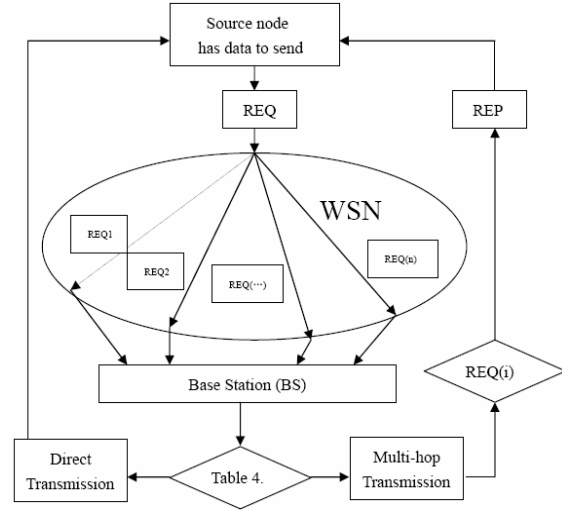 Source node
has data to send
REQ
REP
WSN
REQ1
REQ2
REQ(…)
REQ(n)
REQ(i)
Base Station (BS)
Direct
Transmission
Table 4.
Multi-hop
Transmission